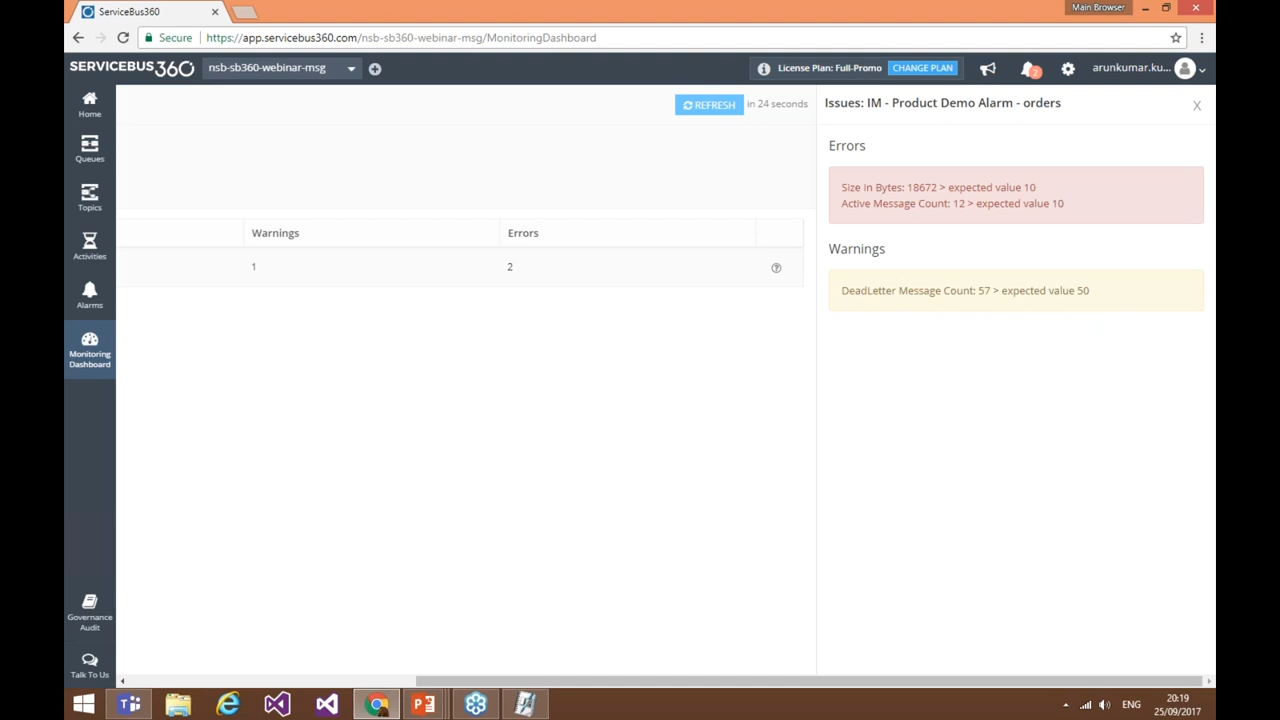 ServiceBus360
Main Browser
Secure
https://app.servicebus360.com/nsb-sb360-webinar-msg/MonitoringDashboard
SERVICEBUS360
nsb-sb360-webinar-msg
License Plan: Full-Promo
CHANGE PLAN
2
arunkumar.ku...
Home
Queues
Topics
Activities
Alarms
Monitoring
Dashboard
Governance
Audit
Talk To Us
REFRESH
in 24 seconds
Warnings
Errors
1
2
Issues: IM - Product Demo Alarm - orders
X
Errors
Size in Bytes: 18672 > expected value 10
Active Message Count: 12 > expected value 10
Warnings
DeadLetter Message Count: 57 > expected value 50
ENG
20:19
25/09/2017